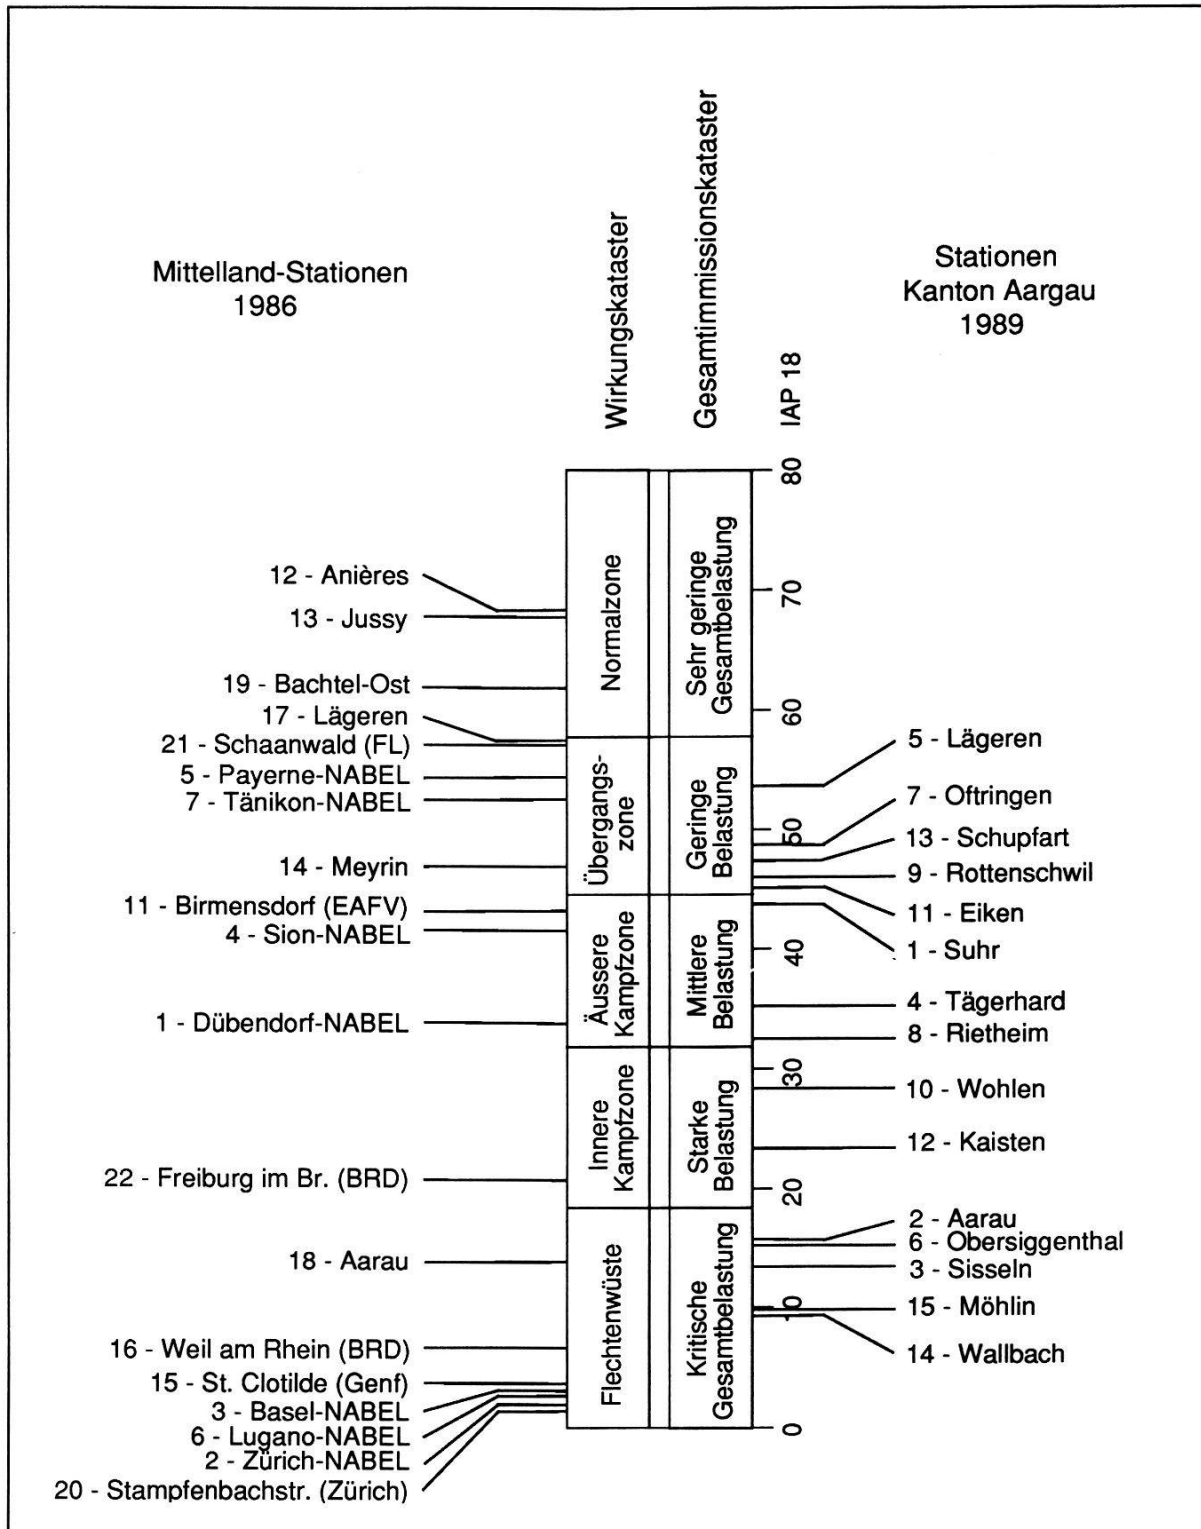 Mittelland-Stationen
1986
Wirkungskataster
Gesamtimmissionskataster
IAP 18
Stationen
Kanton Aargau
1989
12 - Anières
13 - Jussy
19 - Bachtel-Ost
17 - Lägeren
21 - Schaanwald (FL)
5 - Payerne-NABEL
7 - Tänikon-NABEL
14 - Meyrin
11 - Birmensdorf (EAFV)
4 - Sion-NABEL
1 - Dübendorf-NABEL
22 - Freiburg im Br. (BRD)
18 - Aarau
16 - Weil am Rhein (BRD)
15 - St. Clotilde (Genf)
3 - Basel-NABEL
6 - Lugano-NABEL
2 - Zürich-NABEL
20 - Stampfenbachstr. (Zürich)
Normalzone
Übergangs-
zone
Äussere
Kampfzone
Innere
Kampfzone
Flechtenwüste
Sehr geringe
Gesamtbelastung
Geringe
Belastung
Mittlere
Belastung
Starke
Belastung
Kritische
Gesamtbelastung
80
70
60
50
40
30
20
10
0
5 - Lägeren
7 - Oftringen
13 - Schupfart
9 - Rottenschwil
11 - Eiken
1 - Suhr
4 - Tägerhard
8 - Rietheim
10 - Wohlen
12 - Kaisten
2 - Aarau
6 - Obersiggenthal
3 - Sisseln
15 - Möhlin
14 - Wallbach